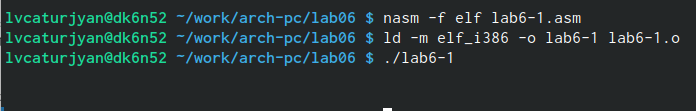 lvcaturjyan@dk6n52 ~/work/arch-pc/lab06 $ nasm -f elf lab6-1.asm
lvcaturjyan@dk6n52 ~/work/arch-pc/lab06 $ ld -m elf_i386 -o lab6-1 lab6-1.o
lvcaturjyan@dk6n52 ~/work/arch-pc/lab06 $ ./lab6-1